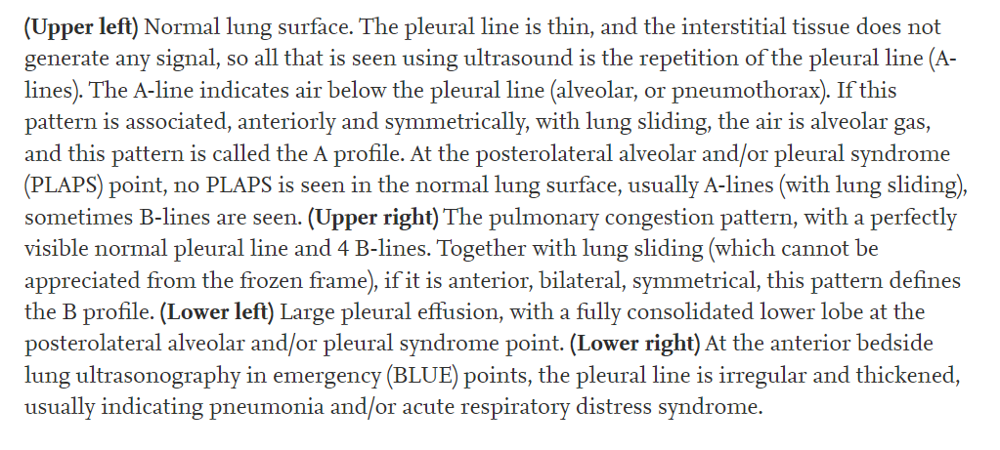 (Upper left) Normal lung surface. The pleural line is thin, and the interstitial tissue does not
generate any signal, so all that is seen using ultrasound is the repetition of the pleural line (A-
lines). The A-line indicates air below the pleural line (alveolar, or pneumothorax). If this
pattern is associated, anteriorly and symmetrically, with lung sliding, the air is alveolar gas,
and this pattern is called the A profile. At the posterolateral alveolar and/or pleural syndrome
(PLAPS) point, no PLAPS is seen in the normal lung surface, usually A-lines (with lung sliding),
sometimes B-lines are seen. (Upper right) The pulmonary congestion pattern, with a perfectly
visible normal pleural line and 4 B-lines. Together with lung sliding (which cannot be
appreciated from the frozen frame), if it is anterior, bilateral, symmetrical, this pattern defines
the B profile. (Lower left) Large pleural effusion, with a fully consolidated lower lobe at the
posterolateral alveolar and/or pleural syndrome point. (Lower right) At the anterior bedside
lung ultrasonography in emergency (BLUE) points, the pleural line is irregular and thickened,
usually indicating pneumonia and/or acute respiratory distress syndrome.